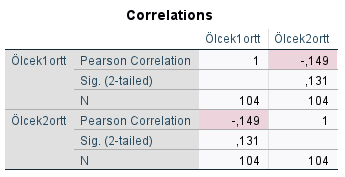 Correlations
Ölcek1ortt Ölcek2ortt
Ölcek1ortt Pearson Correlation 1 -,149
Sig. (2-tailed) ,131
N 104 104
Ölcek2ortt Pearson Correlation -,149 1
Sig. (2-tailed) ,131
N 104 104